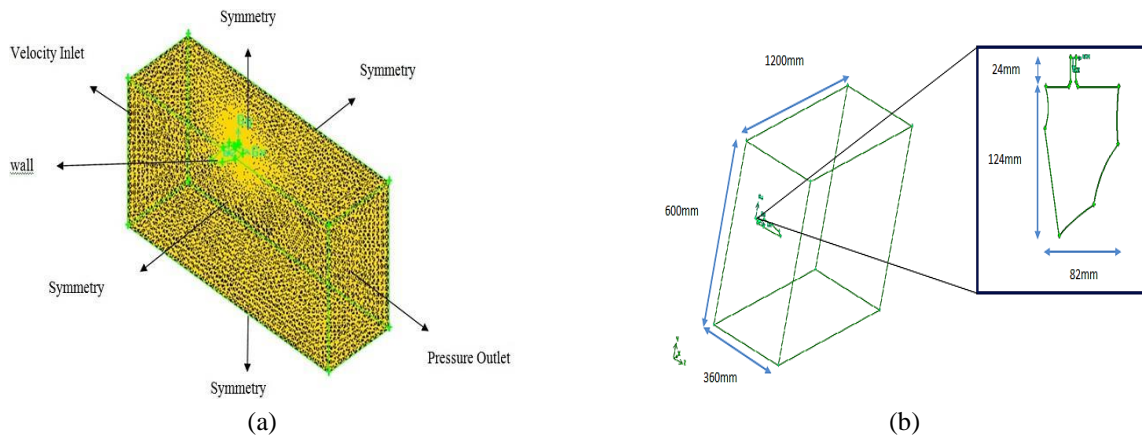 Symmetry
Velocity Inlet
Symmetry
wall
Symmetry
Pressure Outlet
Symmetry
(a)
1200mm
24mm
124mm
600mm
82mm
360mm
(b)